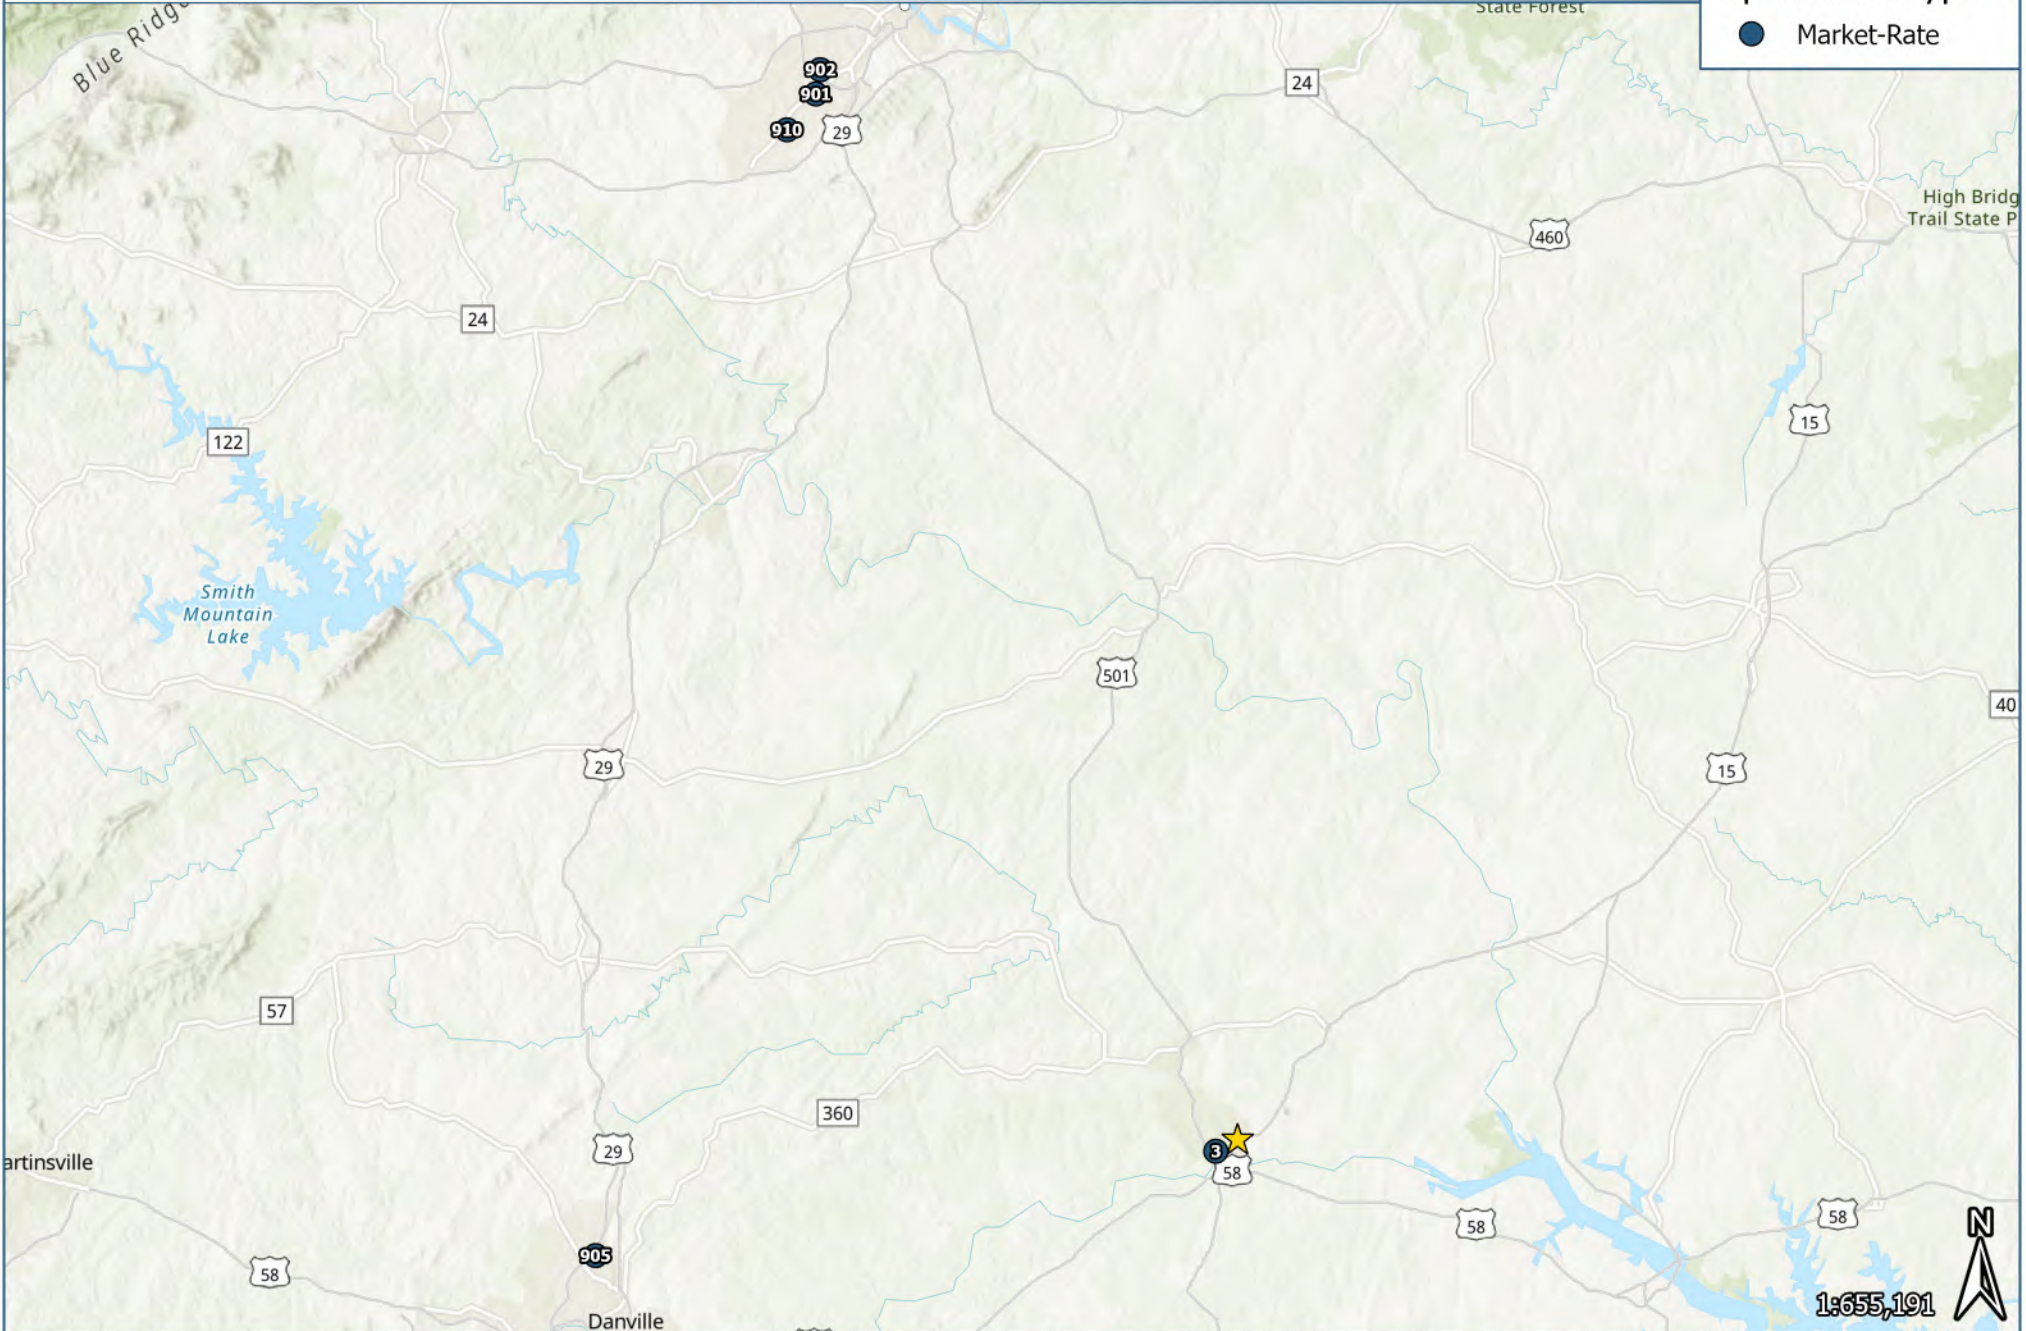 State Forest
Market-Rate
Blue Ridge
902
901
910
29
24
High Bridg
Trail State P
460
24
15
122
Smith
Mountain
Lake
501
40
29
15
57
360
29
3
58
artinsville
58
58
905
58
Danville
N
1:655,191